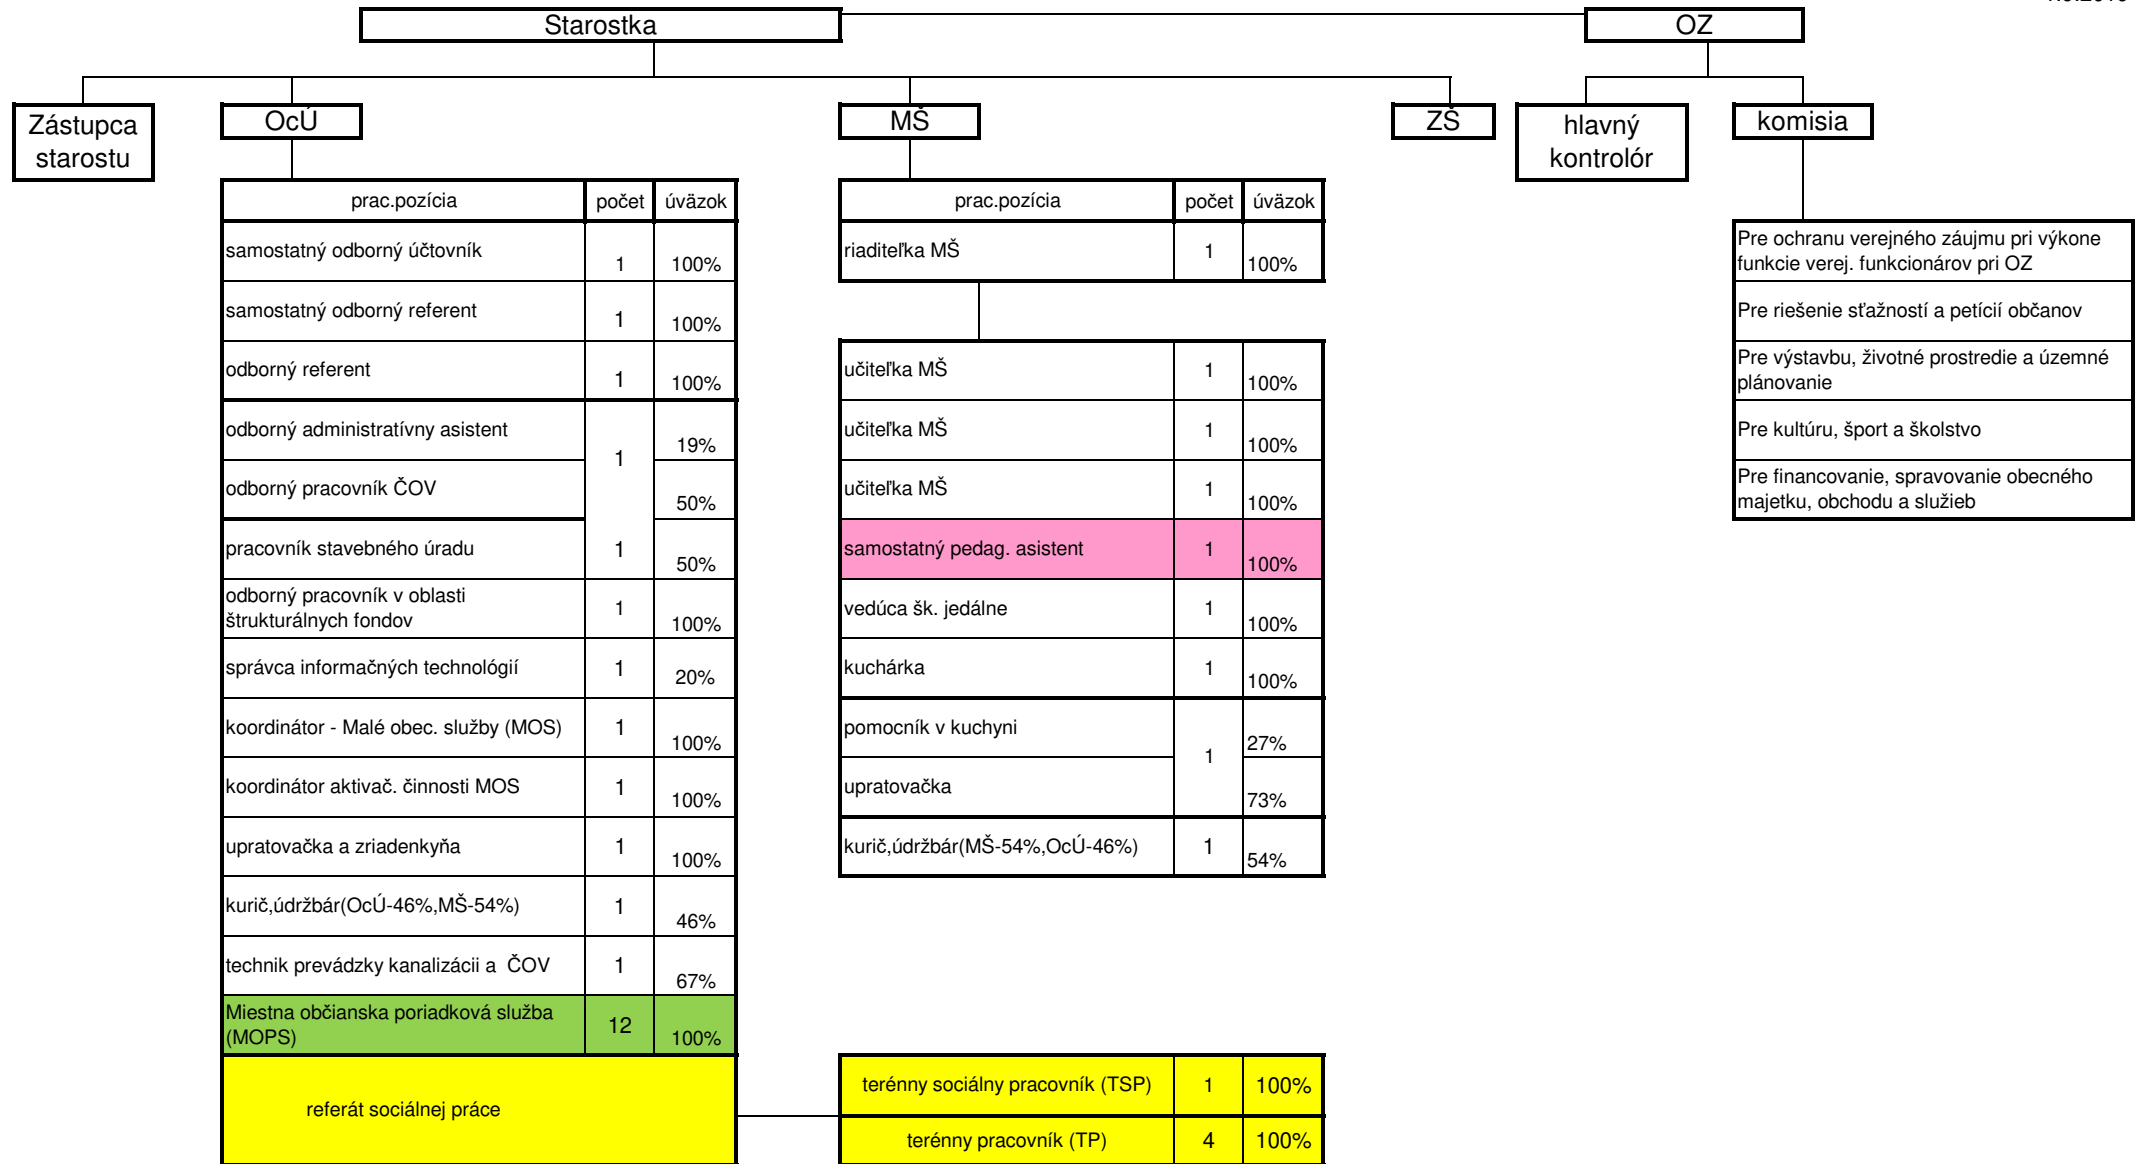 Starostka
OZ
Zástupca
starostu
OcÚ
MŠ
ZŠ
hlavný
kontrolór
komisia
prac.pozícia počet úväzok
samostatný odborný účtovník 1 100%
samostatný odborný referent 1 100%
odborný referent 1 100%
odborný administratívny asistent 19%
1
odborný pracovník ČOV 50%
pracovník stavebného úradu 1 50%
odborný pracovník v oblasti
štrukturálnych fondov 1 100%
správca informačných technológií 1 20%
koordinátor - Malé obec. služby (MOS) 1 100%
koordinátor aktivač. činnosti MOS 1 100%
upratovačka a zriadenkyňa 1 100%
kurič,údržbár(OcÚ-46%,MŠ-54%) 1 46%
technik prevádzky kanalizácii a ČOV 1 67%
Miestna občianska poriadková služba
(MOPS) 12 100%
referát sociálnej práce
prac.pozícia počet úväzok
riaditeľka MŠ 1 100%
učiteľka MŠ 1 100%
učiteľka MŠ 1 100%
učiteľka MŠ 1 100%
samostatný pedag. asistent 1 100%
vedúca šk. jedálne 1 100%
kuchárka 1 100%
pomocník v kuchyni 27%
1
upratovačka 73%
kurič,údržbár(MŠ-54%,OcÚ-46%) 1 54%
terénny sociálny pracovník (TSP) 1 100%
terénny pracovník (TP) 4 100%
Pre ochranu verejného záujmu pri výkone
funkcie verej. funkcionárov pri OZ
Pre riešenie sťažností a petícií občanov
Pre výstavbu, životné prostredie a územné
plánovanie
Pre kultúru, šport a školstvo
Pre financovanie, spravovanie obecného
majetku, obchodu a služieb